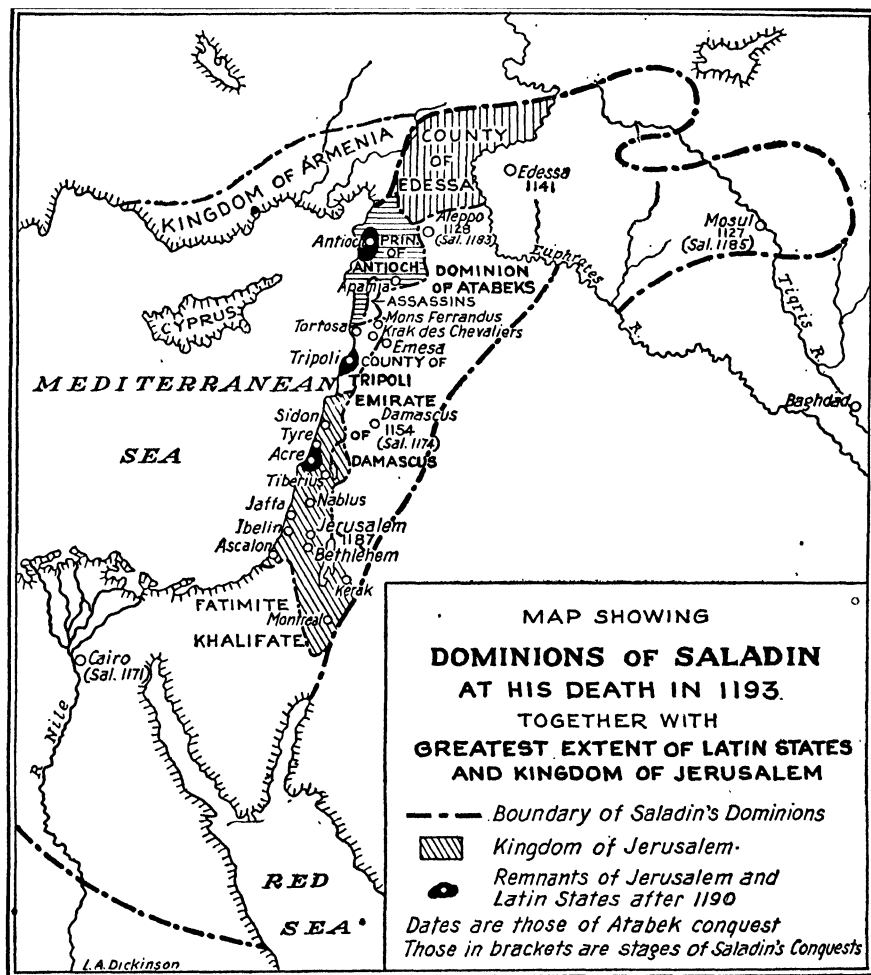 COUNTY
OF
EDESSA
KINGDOM OF ARMENIA
Edessa
1141
Aleppo
1128
(Sal. 1183)
Mosul
1127
(Sal. 1185)
Antioch
PRIN.
OF
ANTIOCH
Euphrates
R.
DOMINION
OF ATABEKS
Apamia
ASSASSINS
CYPRUS
Mons Ferrandus
Tortosa
Krak des Chevaliers
Emesa
Tigris R.
Tripoli
COUNTY OF
TRIPOLI
MEDITERRANEAN
SEA
EMIRATE
OF
DAMASCUS
Baghdad
Sidon
Damascus
1154
(Sal. 1174)
Tyre
Acre
Tiberius
Jaffa
Nablus
Ibelin
Jerusalem
1187
Ascalon
Bethlehem
Kerak
FATIMITE
KHALIFATE
Montreal
Cairo
(Sal. 1171)
R. Nile
RED
SEA
L.A. Dickinson
MAP SHOWING
DOMINIONS OF SALADIN
AT HIS DEATH IN 1193.
TOGETHER WITH
GREATEST EXTENT OF LATIN STATES
AND KINGDOM OF JERUSALEM
Boundary of Saladin's Dominions
Kingdom of Jerusalem.
Remnants of Jerusalem and
Latin States after 1190
Dates are those of Atabek conquest
Those in brackets are stages of Saladin's Conquests